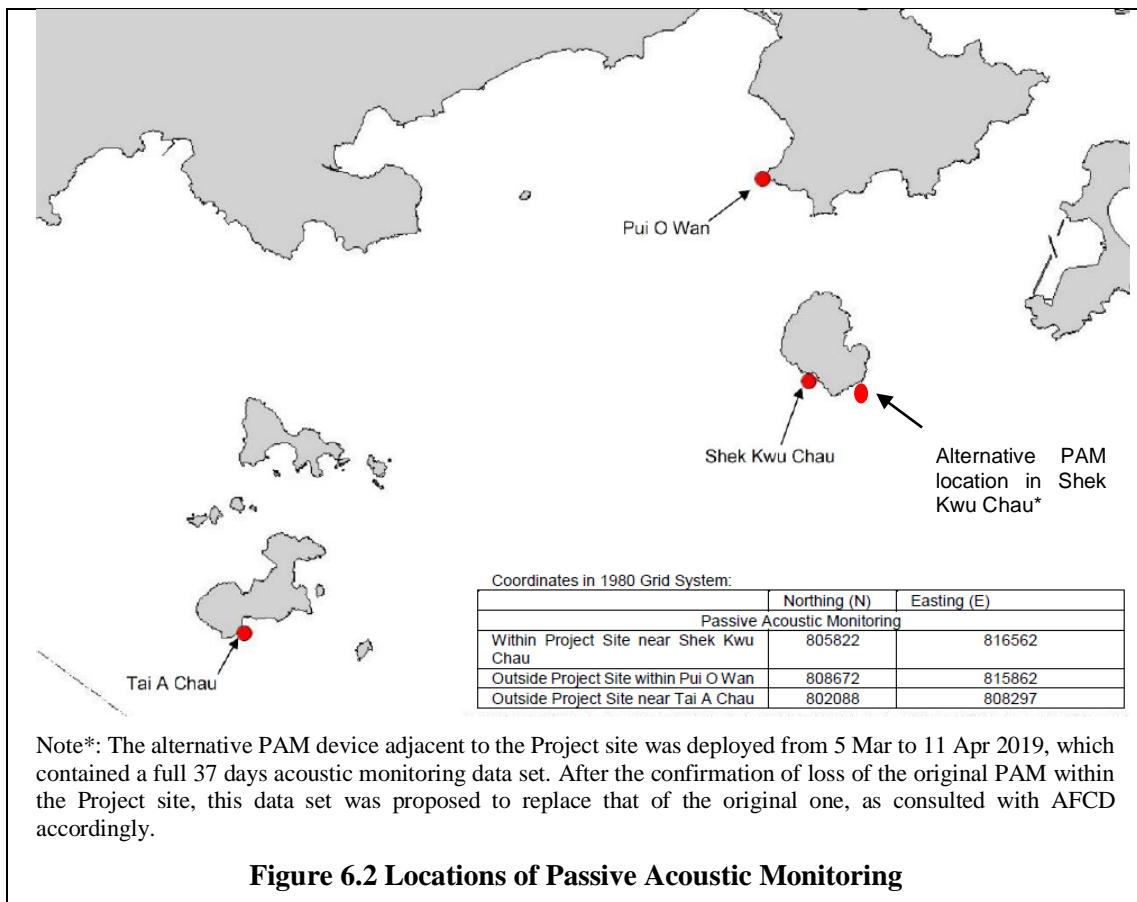 Pui O Wan
Shek Kwu Chau
Alternative PAM
location in Shek
Kwu Chau*
Tai A Chau
Coordinates in 1980 Grid System:
Northing (N) Easting (E)
Passive Acoustic Monitoring
Within Project Site near Shek Kwu 805822 816562
Chau
Outside Project Site within Pui O Wan 808672 815862
Outside Project Site near Tai A Chau 802088 808297
Note*: The alternative PAM device adjacent to the Project site was deployed from 5 Mar to 11 Apr 2019, which
contained a full 37 days acoustic monitoring data set. After the confirmation of loss of the original PAM within
the Project site, this data set was proposed to replace that of the original one, as consulted with AFCD
accordingly.
Figure 6.2 Locations of Passive Acoustic Monitoring